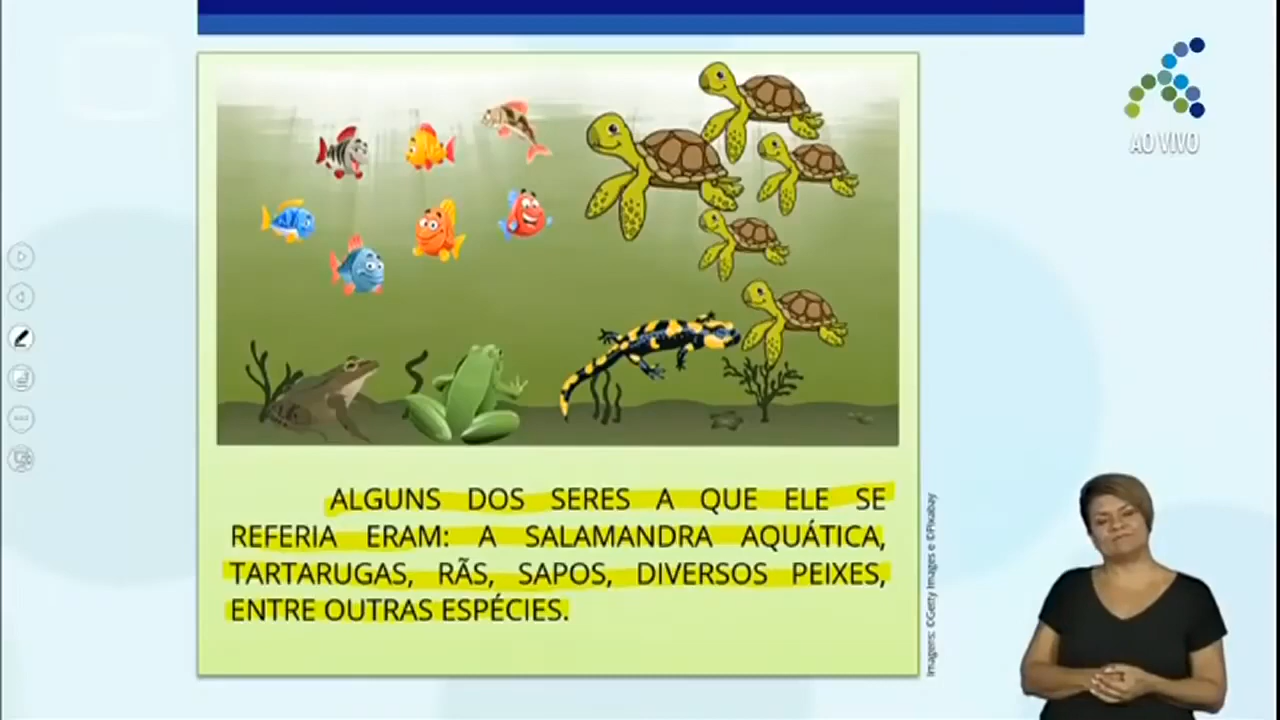 AO VIVO
ALGUNS DOS SERES A QUE ELE SE
REFERIA ERAM: A SALAMANDRA AQUÁTICA,
TARTARUGAS, RÃS, SAPOS, DIVERSOS PEIXES,
ENTRE OUTRAS ESPÉCIES.
Imagens: ©Getty Images e ©Pixabay